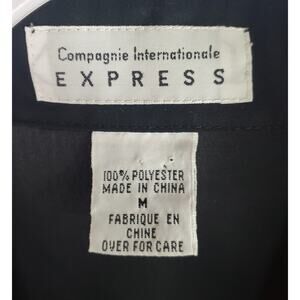 Compagnie Internationale
EXPRESS
100% POLYESTER
MADE IN CHINA
M
FABRIQUE EN
CHINE
OVER FOR CARE